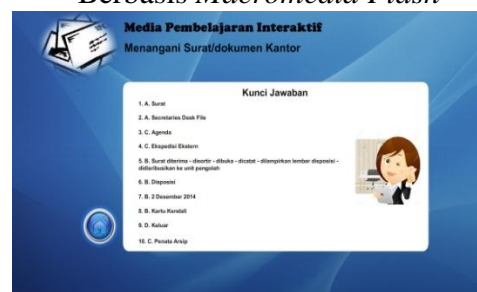 Berbasis Macromedia Flash
Media Pembelajaran Interaktif
Menangani Surat/dokumen Kantor
Kunci Jawaban
1. A. Surat
2. A. Secretaries Desk File
3. C. Agenda
4. C. Ekspedisi Ekstern
5. B. Surat diterima - disortir - dibuka - dicatat - dilampirkan lembar disposisi -
didistribusikan ke unit pengolah
6. B. Disposisi
7. B. 2 Desember 2014
8. B. Kartu Kendali
9. D. Keluar
10. C. Penata Arsip